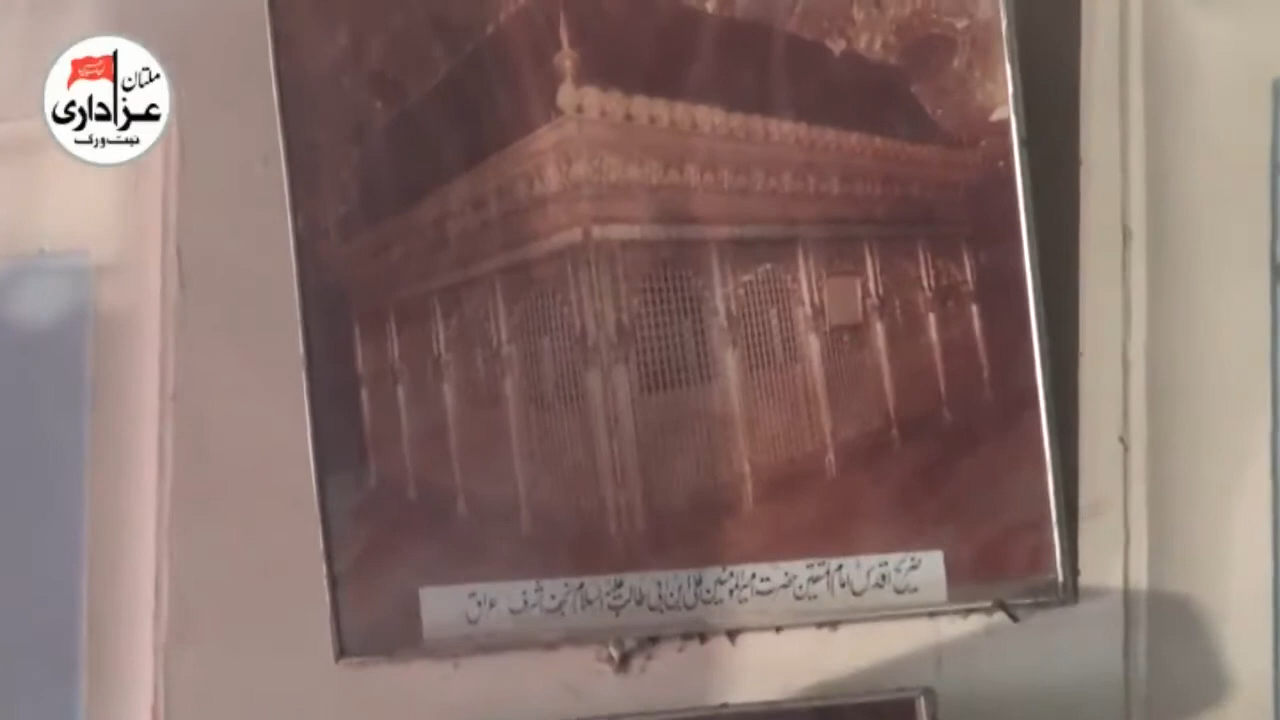 ملتان
عزاداری
نیٹ ورک
ضریح اقدس امام المتقین حضرت امیرالمومنین علی ابن ابی طالب علیہ السلام نجف اشرف عراق